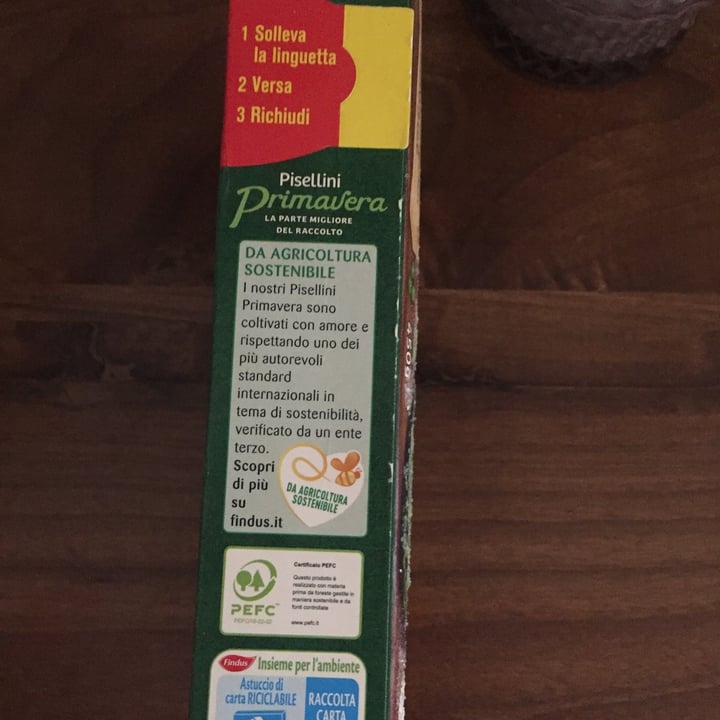 1 Solleva
la linguetta
2 Versa
3 Richiudi
Pisellini
Primavera
LA PARTE MIGLIORE
DEL RACCOLTO
DA AGRICOLTURA
SOSTENIBILE
I nostri Pisellini
Primavera sono
coltivati con amore e
rispettando uno dei
più autorevoli
standard
internazionali in
tema di sostenibilità,
verificato da un ente
terzo.
Scopri
di più
su
findus.it
DA AGRICOLTURA
SOSTENIBILE
450g
PEFC™
Certificato PEFC
Questo prodotto è
realizzato con materia
prima da foreste gestite in
maniera sostenibile e da
fonti controllate
www.pefc.it
Findus Insieme per l'ambiente
Astuccio di
carta RICICLABILE
RACCOLTA
CARTA